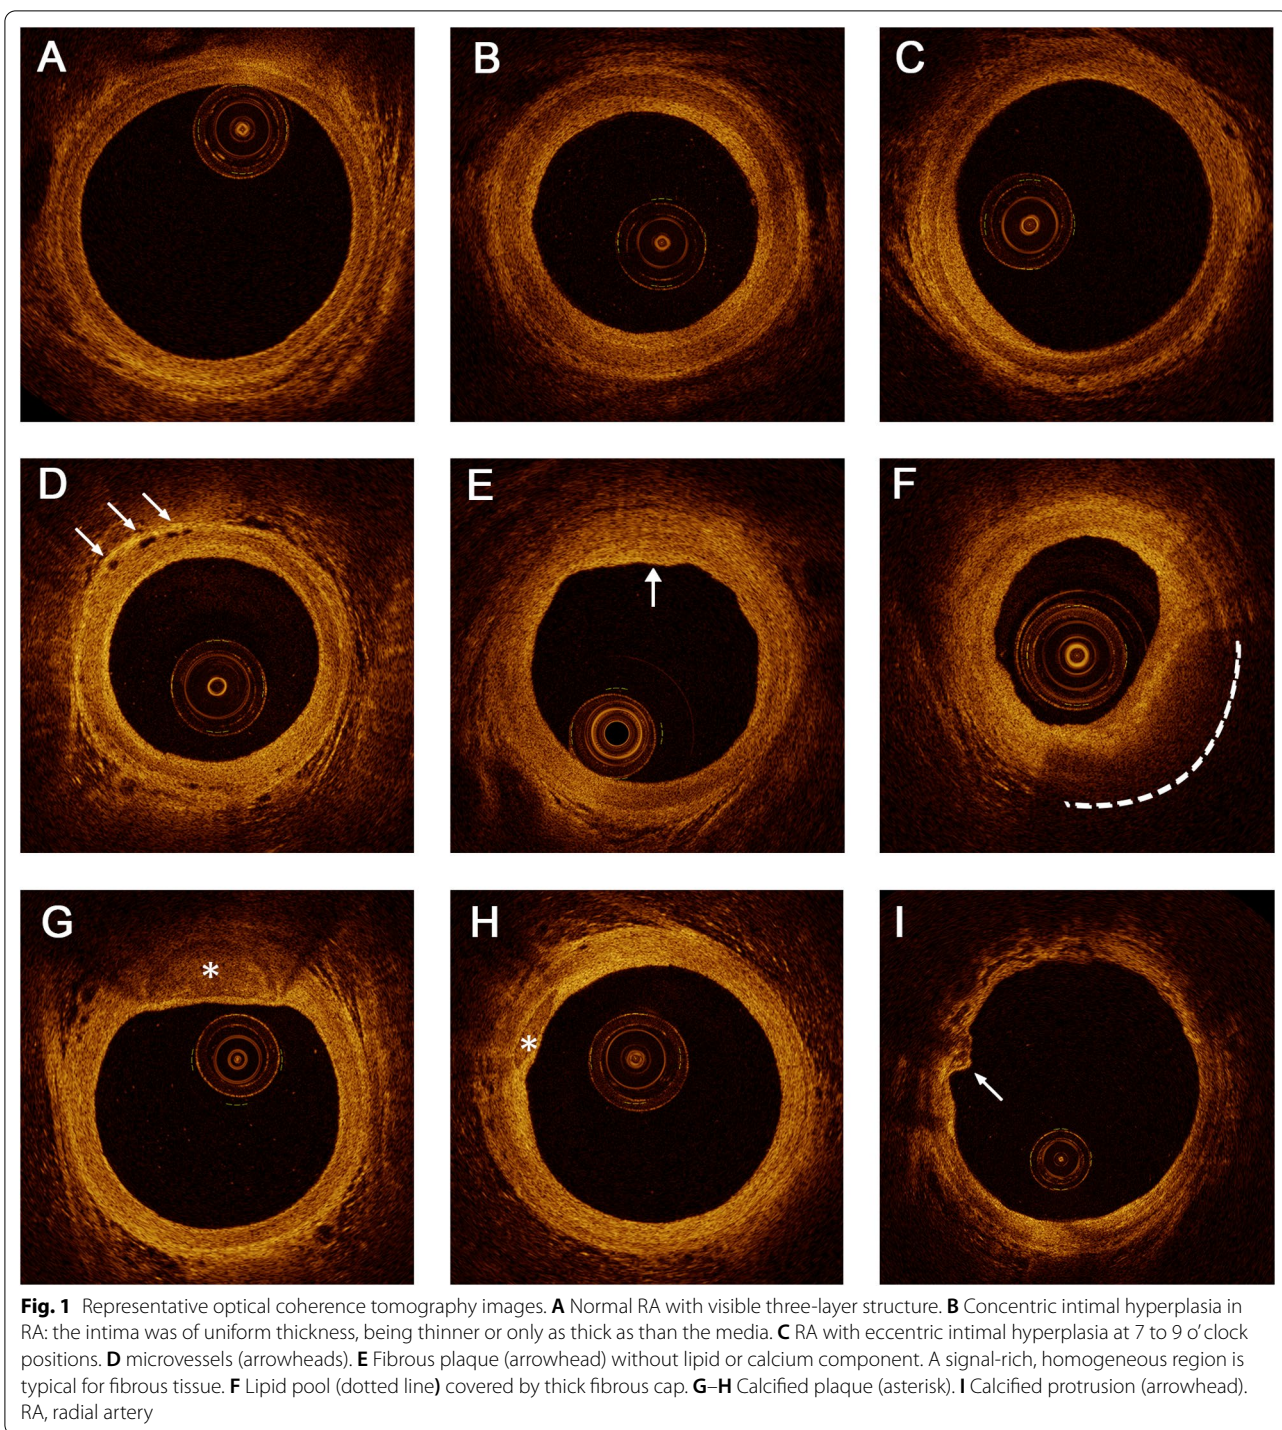 A
B
C
D
E
F
G
*
H
*
I
Fig. 1 Representative optical coherence tomography images. A Normal RA with visible three-layer structure. B Concentric intimal hyperplasia in
RA: the intima was of uniform thickness, being thinner or only as thick as than the media. C RA with eccentric intimal hyperplasia at 7 to 9 o' clock
positions. D microvessels (arrowheads). E Fibrous plaque (arrowhead) without lipid or calcium component. A signal-rich, homogeneous region is
typical for fibrous tissue. F Lipid pool (dotted line) covered by thick fibrous cap. G–H Calcified plaque (asterisk). I Calcified protrusion (arrowhead).
RA, radial artery